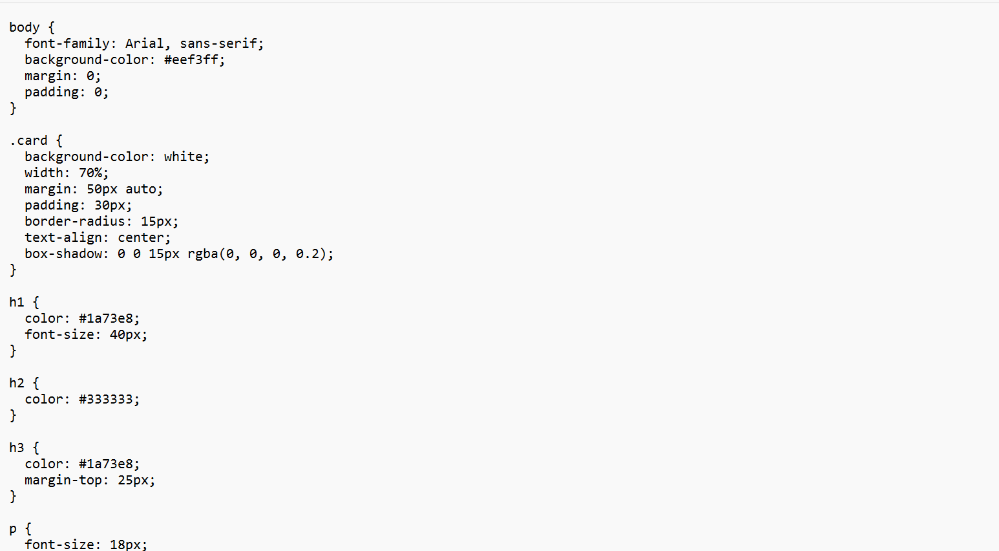 body {
  font-family: Arial, sans-serif;
  background-color: #eef3ff;
  margin: 0;
  padding: 0;
}

.card {
  background-color: white;
  width: 70%;
  margin: 50px auto;
  padding: 30px;
  border-radius: 15px;
  text-align: center;
  box-shadow: 0 0 15px rgba(0, 0, 0, 0.2);
}

h1 {
  color: #1a73e8;
  font-size: 40px;
}

h2 {
  color: #333333;
}

h3 {
  color: #1a73e8;
  margin-top: 25px;
}

p {
  font-size: 18px;